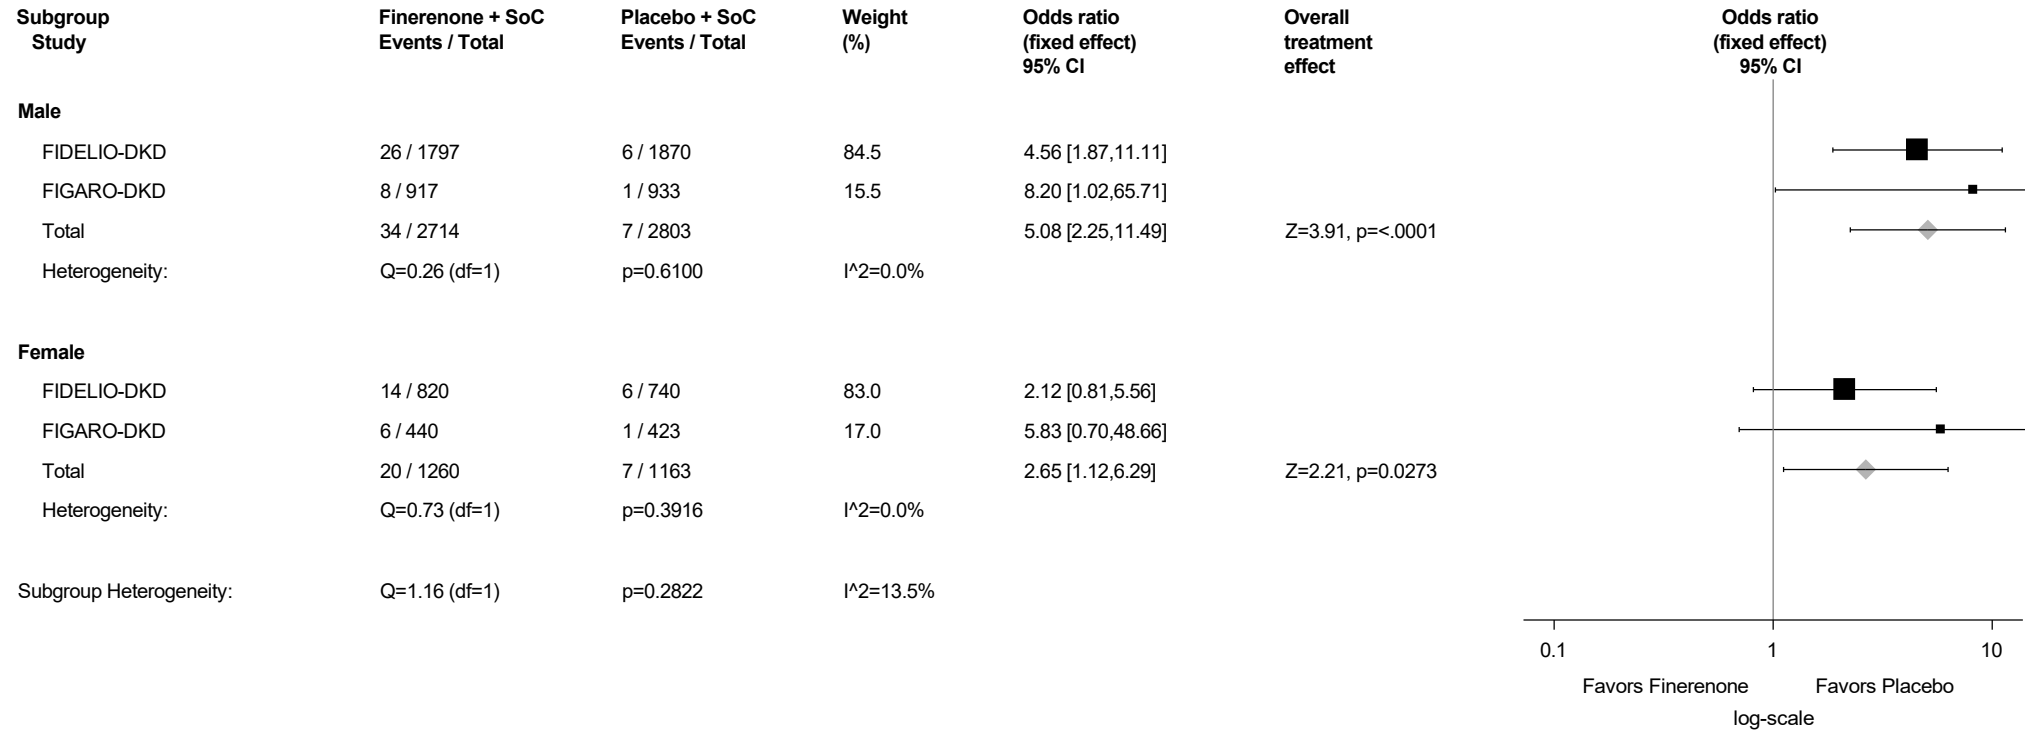 Subgroup Finerenone + SoC Placebo + SoC Weight Odds ratio Overall Odds ratio
Study Events / Total Events / Total (%) (fixed effect) treatment (fixed effect)
95% CI effect 95% CI
Male
FIDELIO-DKD 26 / 1797 6 / 1870 84.5 4.56 [1.87,11.11]
FIGARO-DKD 8 / 917 1 / 933 15.5 8.20 [1.02,65.71]
Total 34 / 2714 7 / 2803 5.08 [2.25,11.49] Z=3.91, p=<.0001
Heterogeneity: Q=0.26 (df=1) p=0.6100 I^2=0.0%
Female
FIDELIO-DKD 14 / 820 6 / 740 83.0 2.12 [0.81,5.56]
FIGARO-DKD 6 / 440 1 / 423 17.0 5.83 [0.70,48.66]
Total 20 / 1260 7 / 1163 2.65 [1.12,6.29] Z=2.21, p=0.0273
Heterogeneity: Q=0.73 (df=1) p=0.3916 I^2=0.0%
Subgroup Heterogeneity: Q=1.16 (df=1) p=0.2822 I^2=13.5%
0.1 1 10
Favors Finerenone Favors Placebo
log-scale